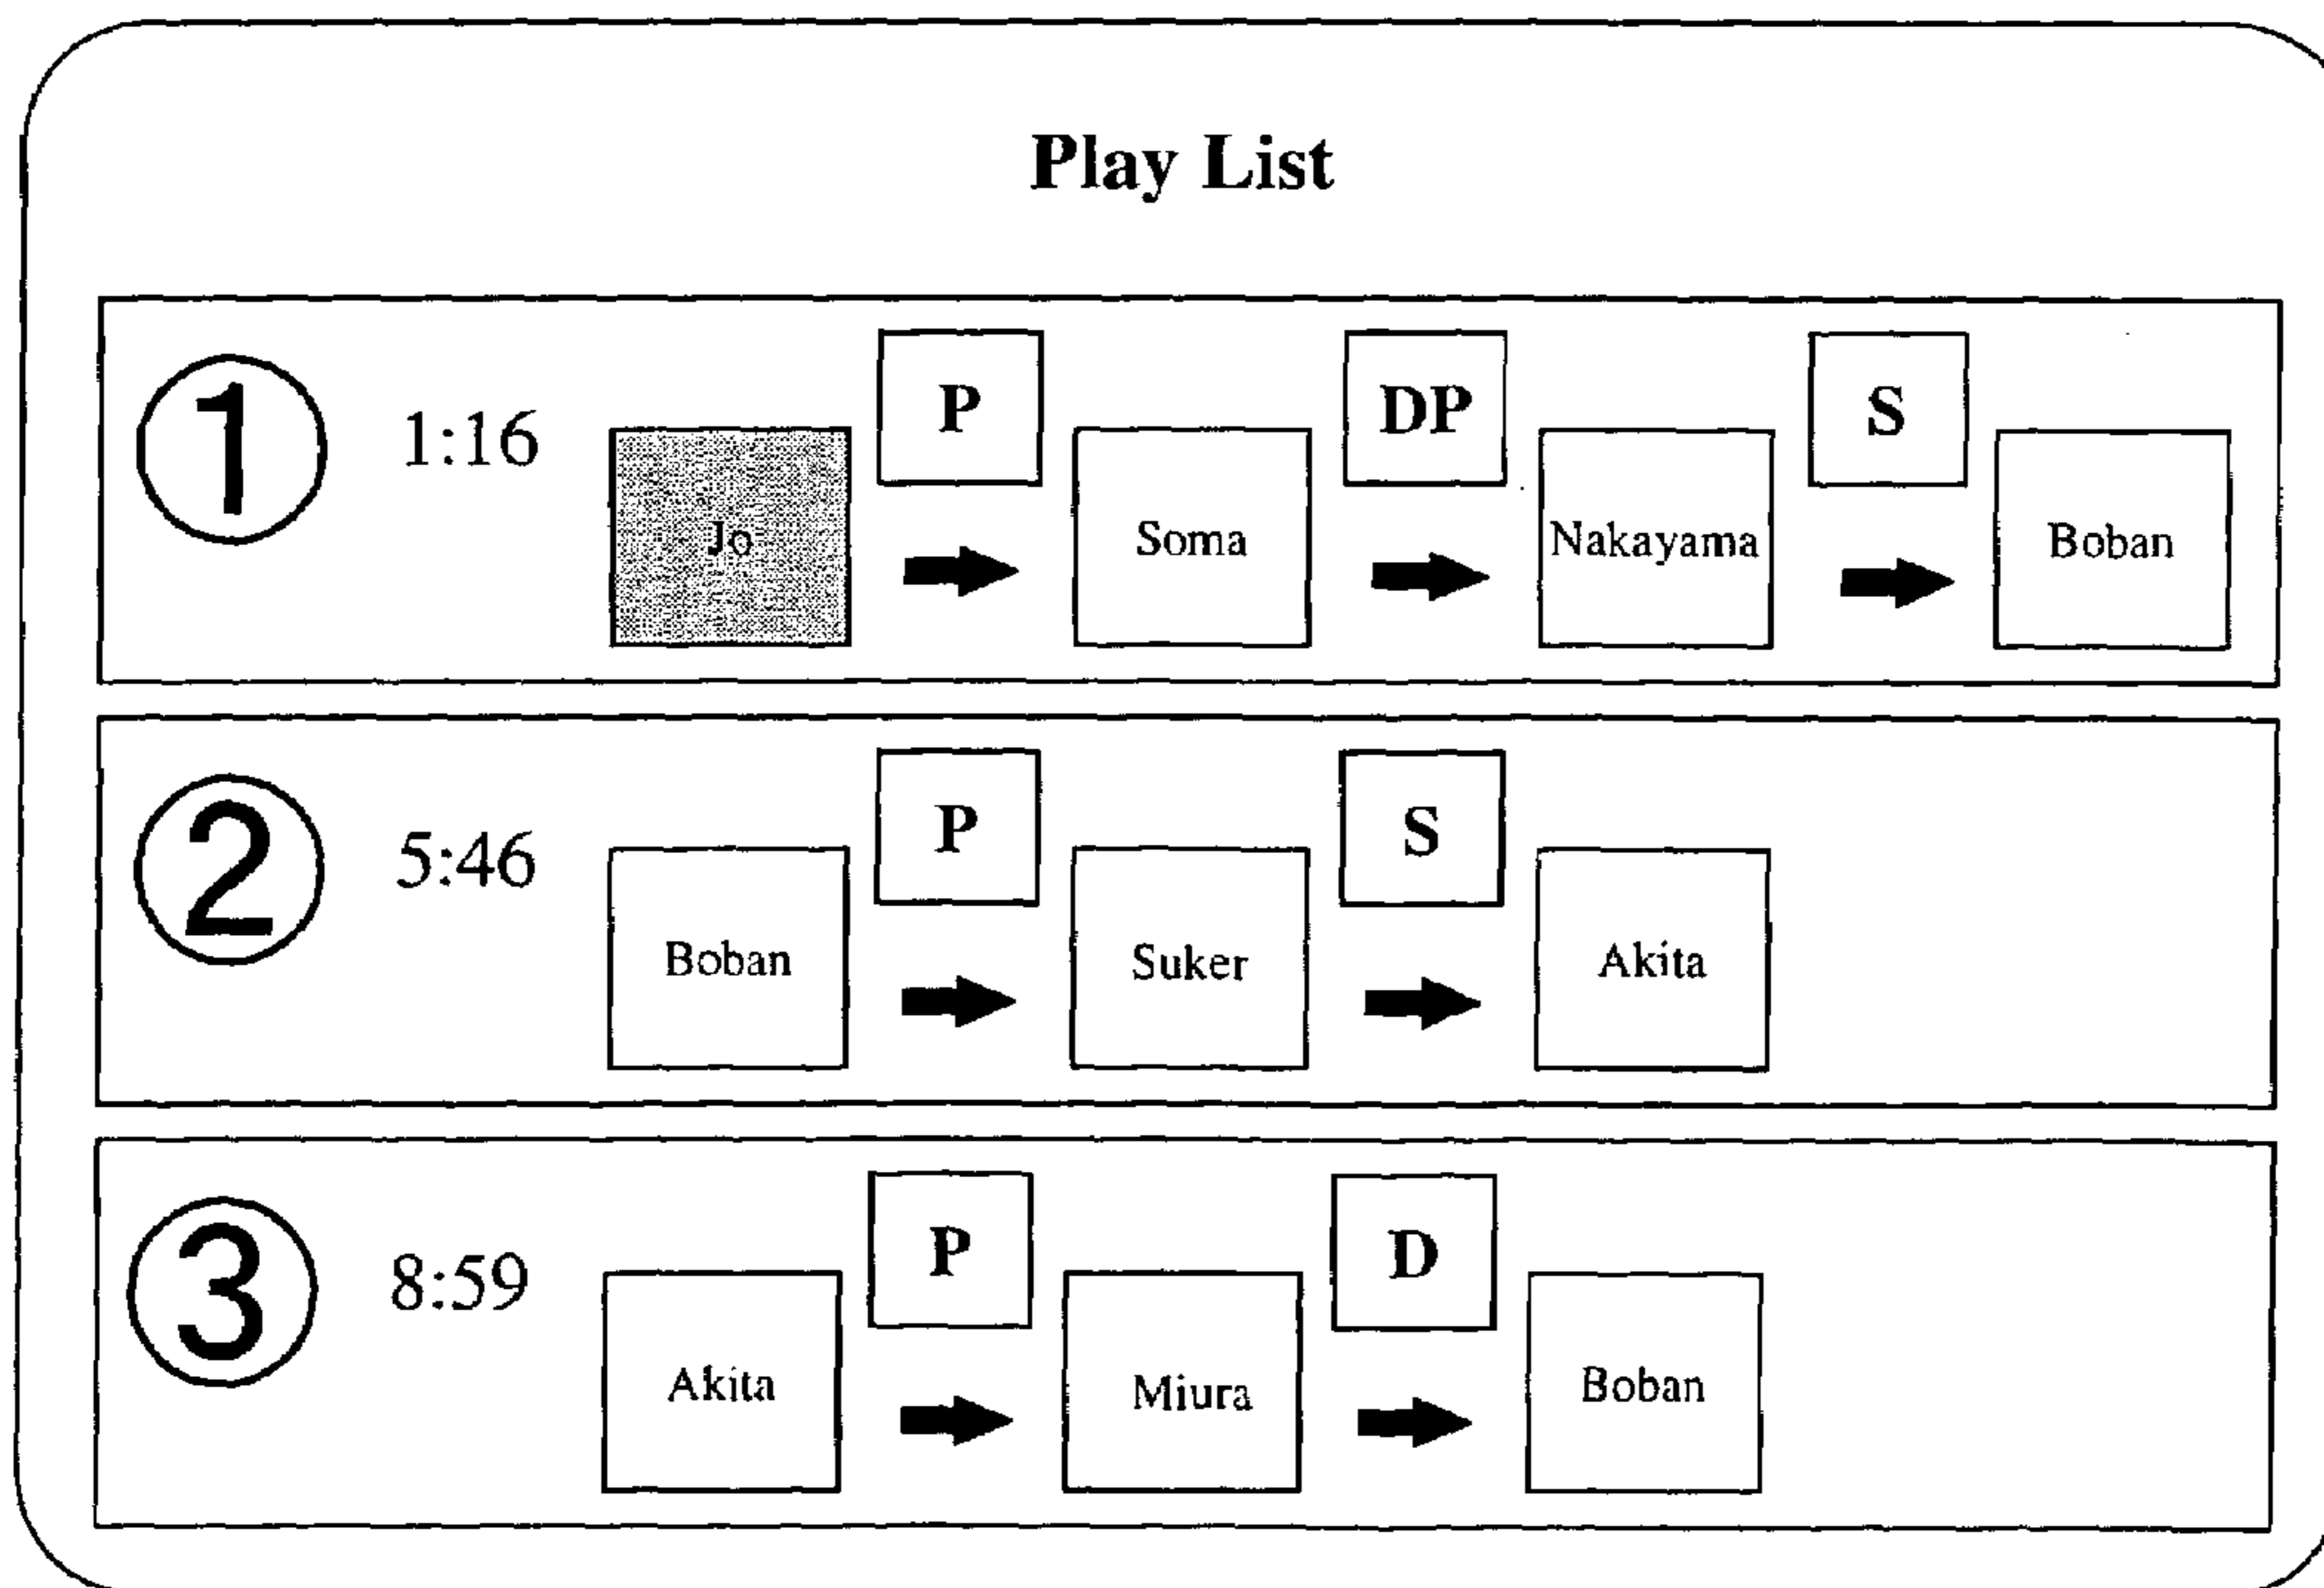 Play List
1 1:16 P DP S
Jo Soma Nakayama Boban
2 5:46 P S
Boban Suker Akita
3 8:59 P D
Akita Miura Boban